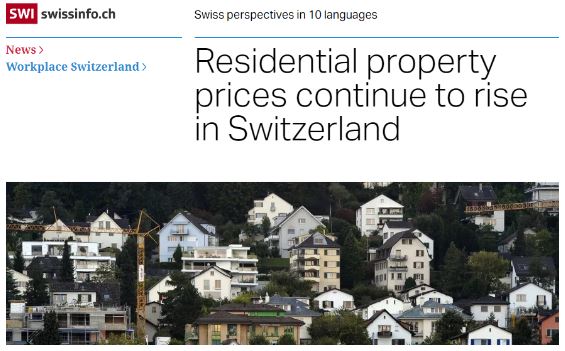 SWI swissinfo.ch
Swiss perspectives in 10 languages
News >
Workplace Switzerland >
Residential property
prices continue to rise
in Switzerland